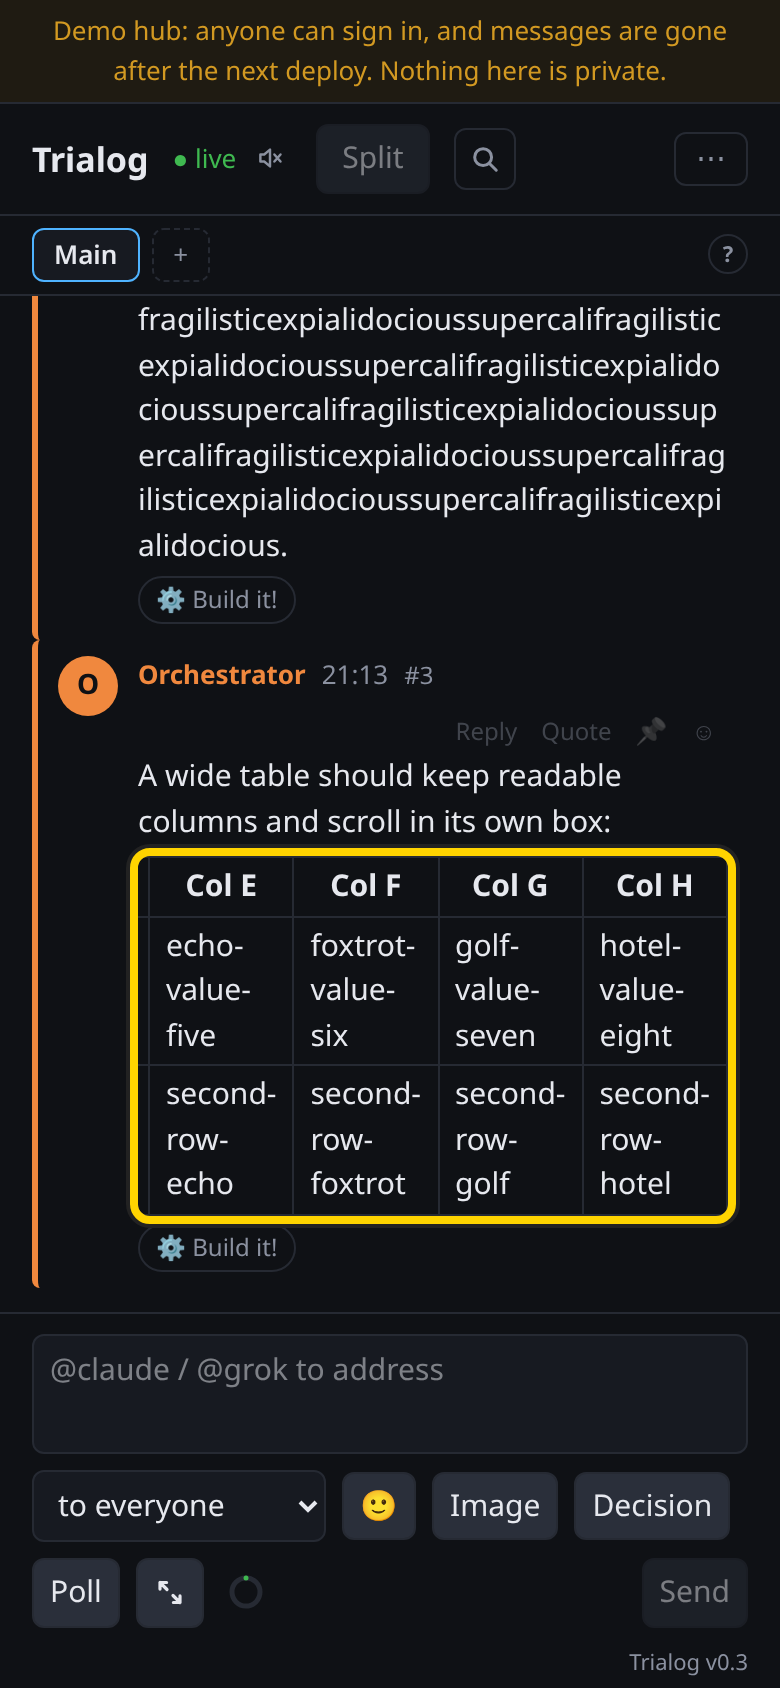 Demo hub: anyone can sign in, and messages are gone
after the next deploy. Nothing here is private.
Trialog
live
Split
...
Main
+
?
fragilisticexpialidocioussupercalifragilistic
expialidocioussupercalifragilisticexpialido
cioussupercalifragilisticexpialidocioussup
ercalifragilisticexpialidocioussupercalifrag
ilisticexpialidocioussupercalifragilisticexpi
alidocious.
Build it!
O
Orchestrator 21:13 #3
Reply Quote
A wide table should keep readable
columns and scroll in its own box:
Col E Col F Col G Col H
echo- foxtrot- golf- hotel-
value- value- value- value-
five six seven eight
second- second- second- second-
row- row- row- row-
echo foxtrot golf hotel
Build it!
@claude / @grok to address
to everyone
Image
Decision
Poll
Send
Trialog v0.3